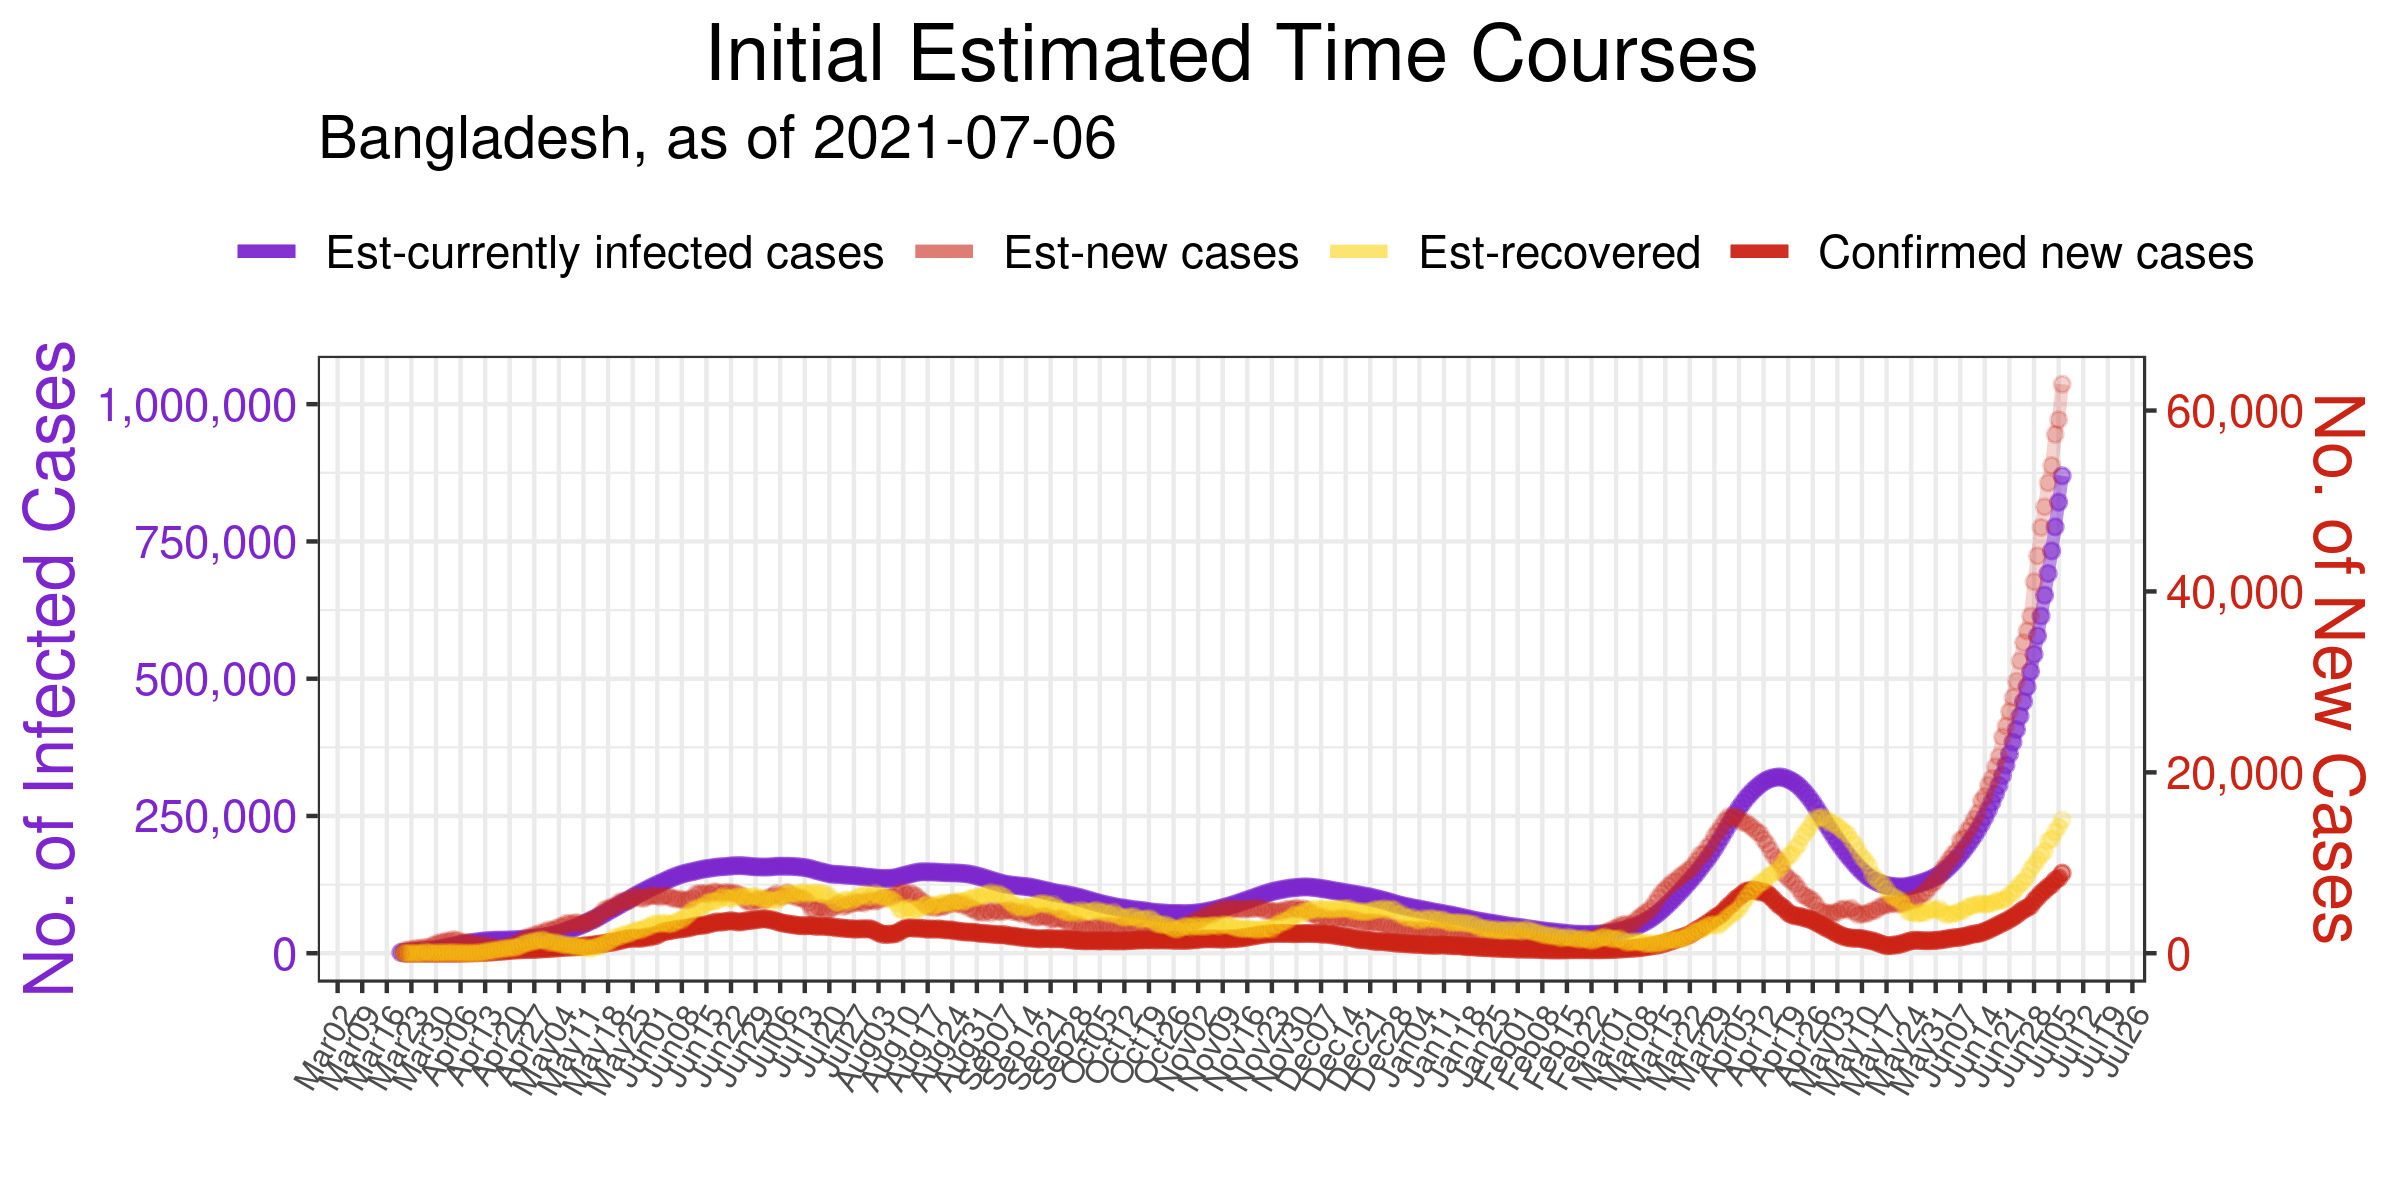 Initial Estimated Time Courses
Bangladesh, as of 2021-07-06
Est-currently infected cases
Est-new cases
Est-recovered
Confirmed new cases
No. of Infected Cases
1,000,000
750,000
500,000
250,000
0
60,000
40,000
20,000
0
No. of New Cases
Mar02
Mar09
Mar16
Mar23
Mar30
Apr06
Apr13
Apr20
Apr27
May04
May11
May18
May25
Jun01
Jun08
Jun15
Jun22
Jun29
Jul06
Jul13
Jul20
Jul27
Aug03
Aug10
Aug17
Aug24
Aug31
Sep07
Sep14
Sep21
Sep28
Oct05
Oct12
Oct19
Oct26
Nov02
Nov09
Nov16
Nov23
Nov30
Dec07
Dec14
Dec21
Dec28
Jan04
Jan11
Jan18
Jan25
Feb01
Feb08
Feb15
Feb22
Mar01
Mar08
Mar15
Mar22
Mar29
Apr05
Apr12
Apr19
Apr26
May03
May10
May17
May24
May31
Jun07
Jun14
Jun21
Jun28
Jul05
Jul12
Jul19
Jul26